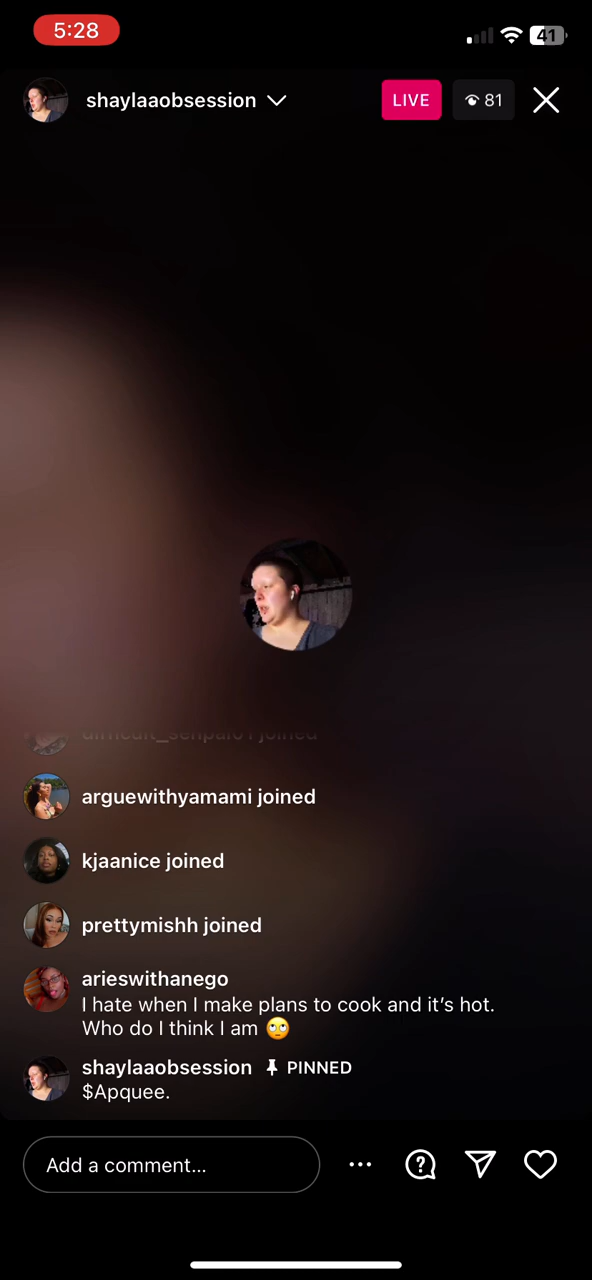 5:28
41
shaylaaobsession
LIVE
81
joined
arguewithyamami joined
kjaanice joined
prettymishh joined
arieswithanego
I hate when I make plans to cook and it’s hot.
Who do I think I am 🙄
shaylaaobsession PINNED
$Apquee.
Add a comment...